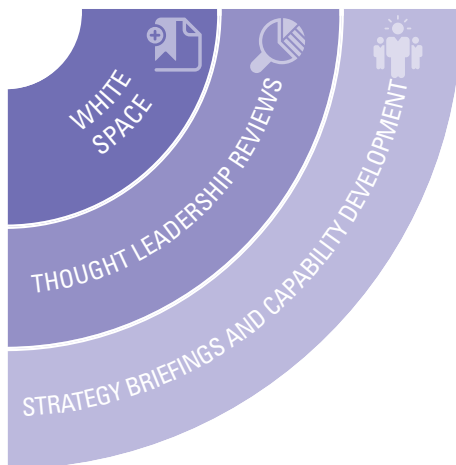 WHITE
SPACE
THOUGHT LEADERSHIP REVIEWS
STRATEGY BRIEFINGS AND CAPABILITY DEVELOPMENT